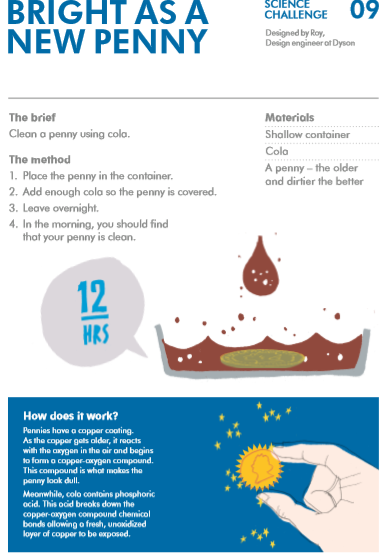 BRIGHT AS A
NEW PENNY
SCIENCE
CHALLENGE
09
Designed by Ray,
Design engineer at Dyson
The brief
Clean a penny using cola.
The method
1. Place the penny in the container.
2. Add enough cola so the penny is covered.
3. Leave overnight.
4. In the morning, you should find
that your penny is clean.
Materials
Shallow container
Cola
A penny – the older
and dirtier the better
12
HRS
How does it work?
Pennies have a copper coating.
As the copper gets older, it reacts
with the oxygen in the air and begins
to form a copper-oxygen compound.
This compound is what makes the
penny look dull.
Meanwhile, cola contains phosphoric
acid. This acid breaks down the
copper-oxygen compound chemical
bonds allowing a fresh, unoxidized
layer of copper to be exposed.